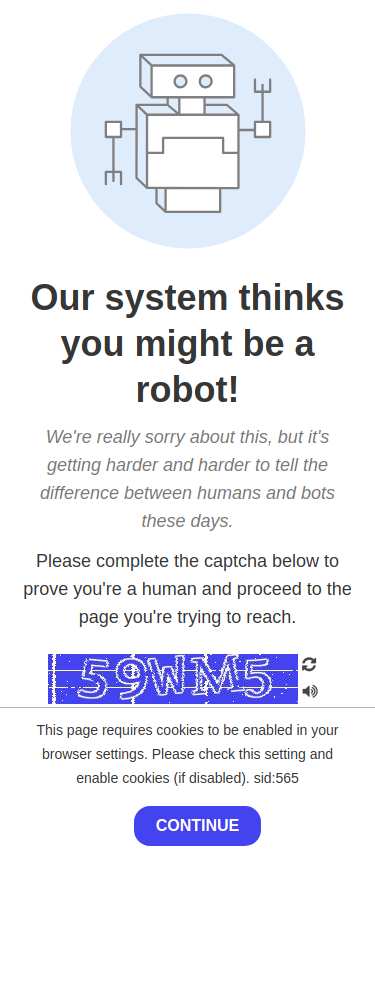 Our system thinks
you might be a
robot!
We're really sorry about this, but it's
getting harder and harder to tell the
difference between humans and bots
these days.
Please complete the captcha below to
prove you're a human and proceed to the
page you're trying to reach.
59WM5
This page requires cookies to be enabled in your
browser settings. Please check this setting and
enable cookies (if disabled). sid:565
CONTINUE